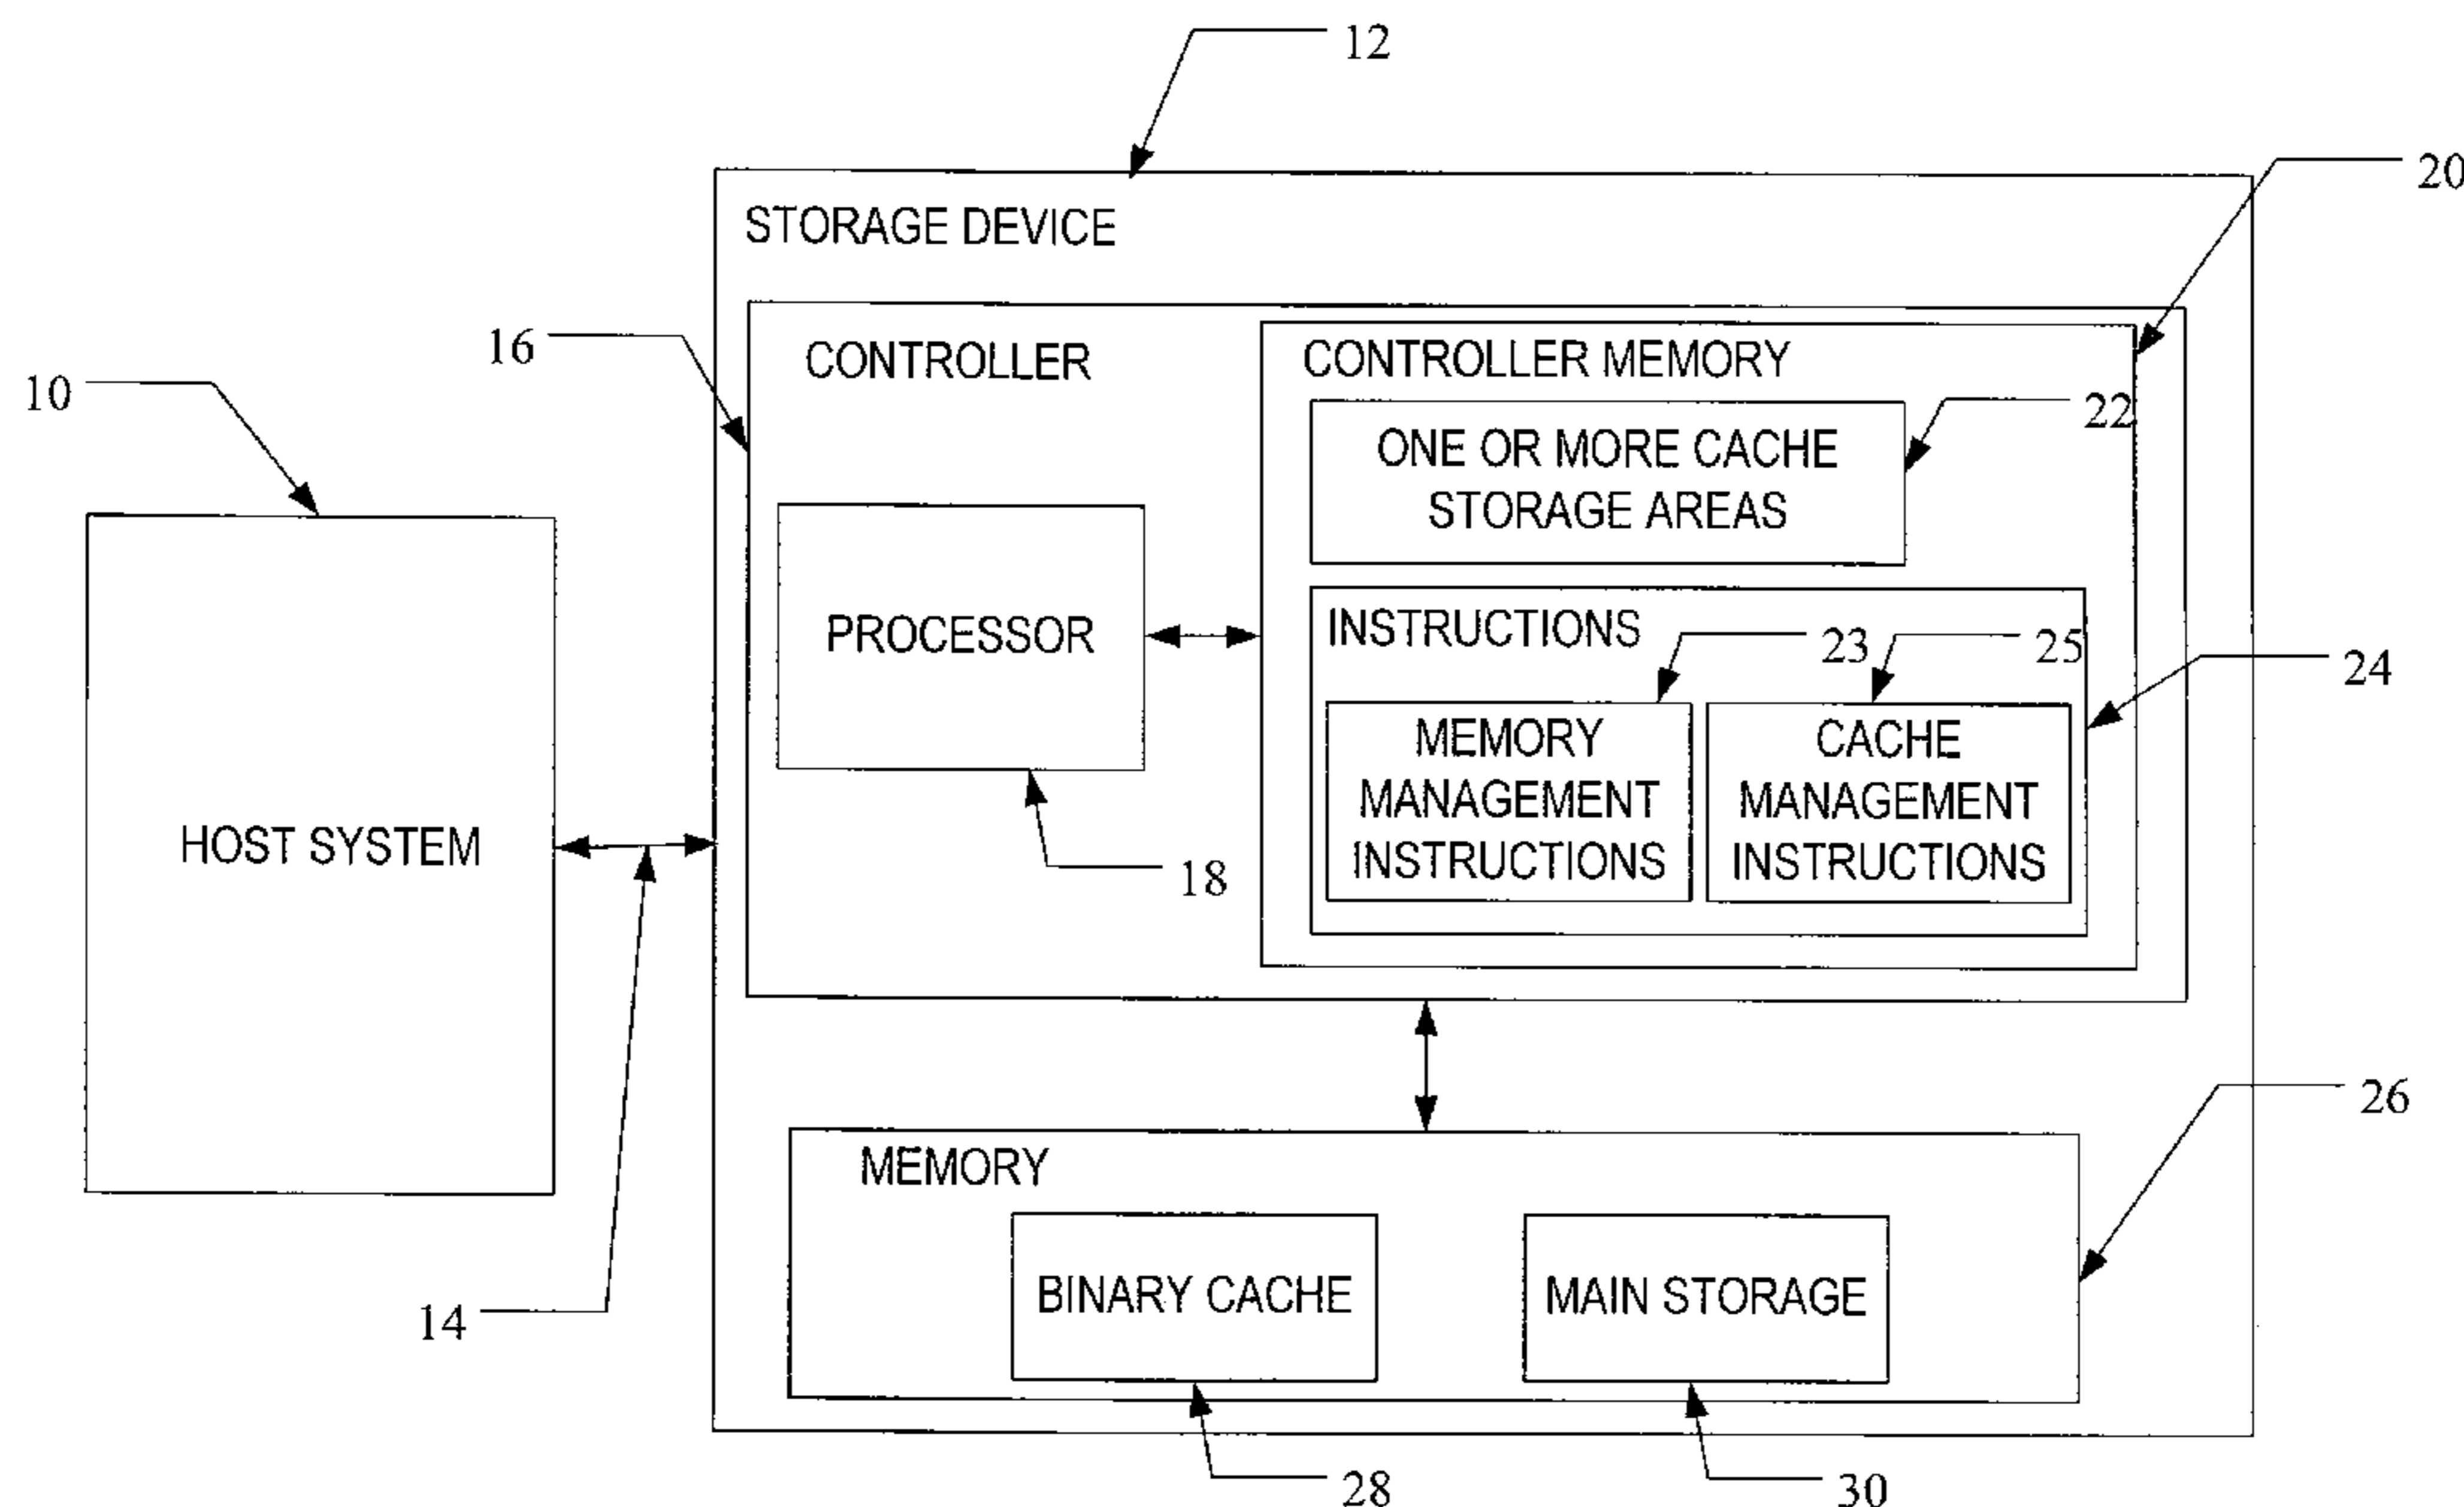 12
20
STORAGE DEVICE
16
CONTROLLER
CONTROLLER MEMORY
10
22
ONE OR MORE CACHE
STORAGE AREAS
PROCESSOR
INSTRUCTIONS
23
25
24
MEMORY
MANAGEMENT
INSTRUCTIONS
CACHE
MANAGEMENT
INSTRUCTIONS
HOST SYSTEM
18
26
MEMORY
BINARY CACHE
MAIN STORAGE
14
28
30